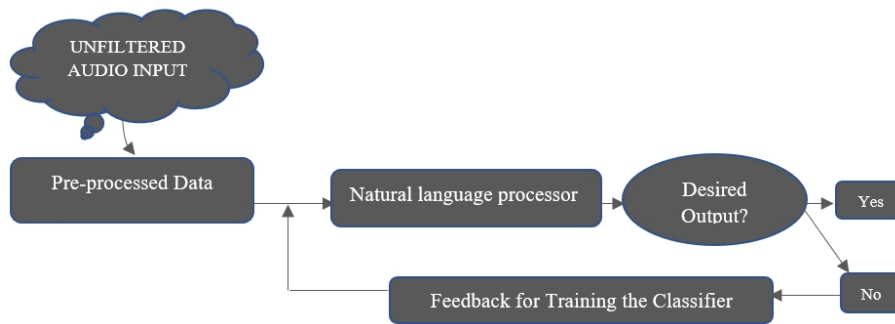 UNFILTERED
AUDIO INPUT
Pre-processed Data
Natural language processor
Desired
Output?
Yes
No
Feedback for Training the Classifier